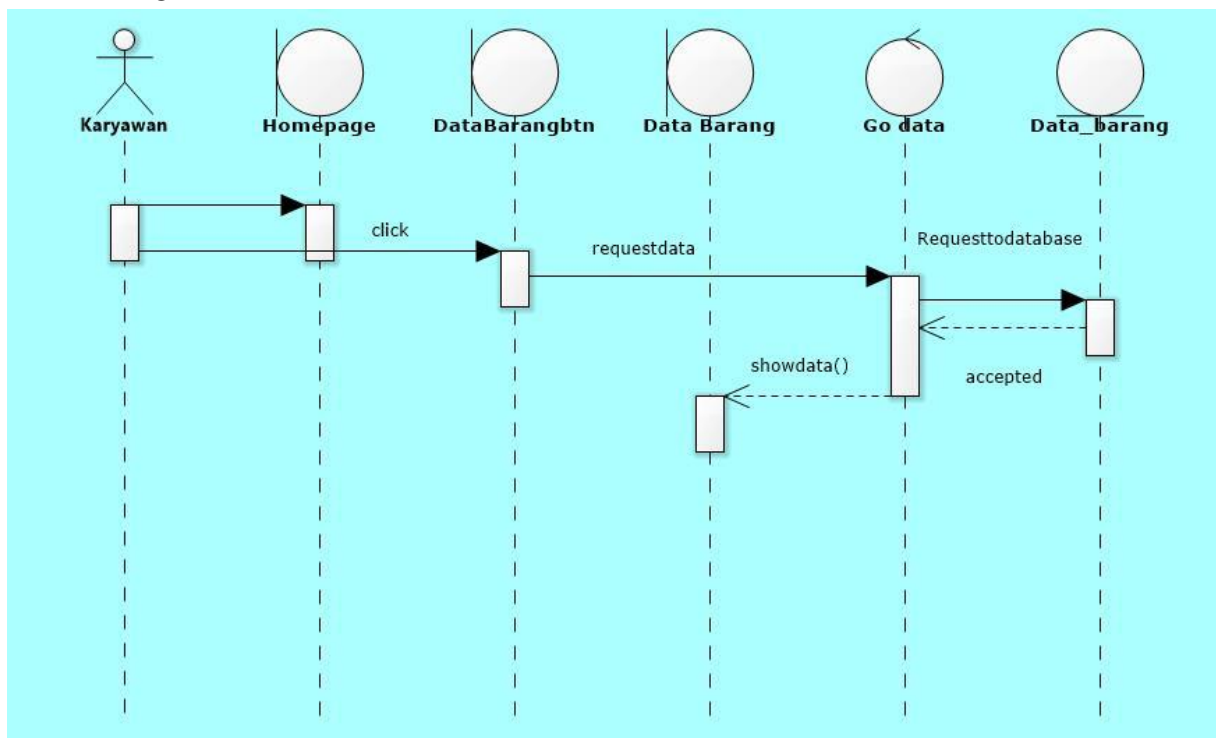 Karyawan
Homepage
DataBarangbtn
Data Barang
Go data
Data_barang
click
requestdata
Requesttodatabase
showdata()
accepted